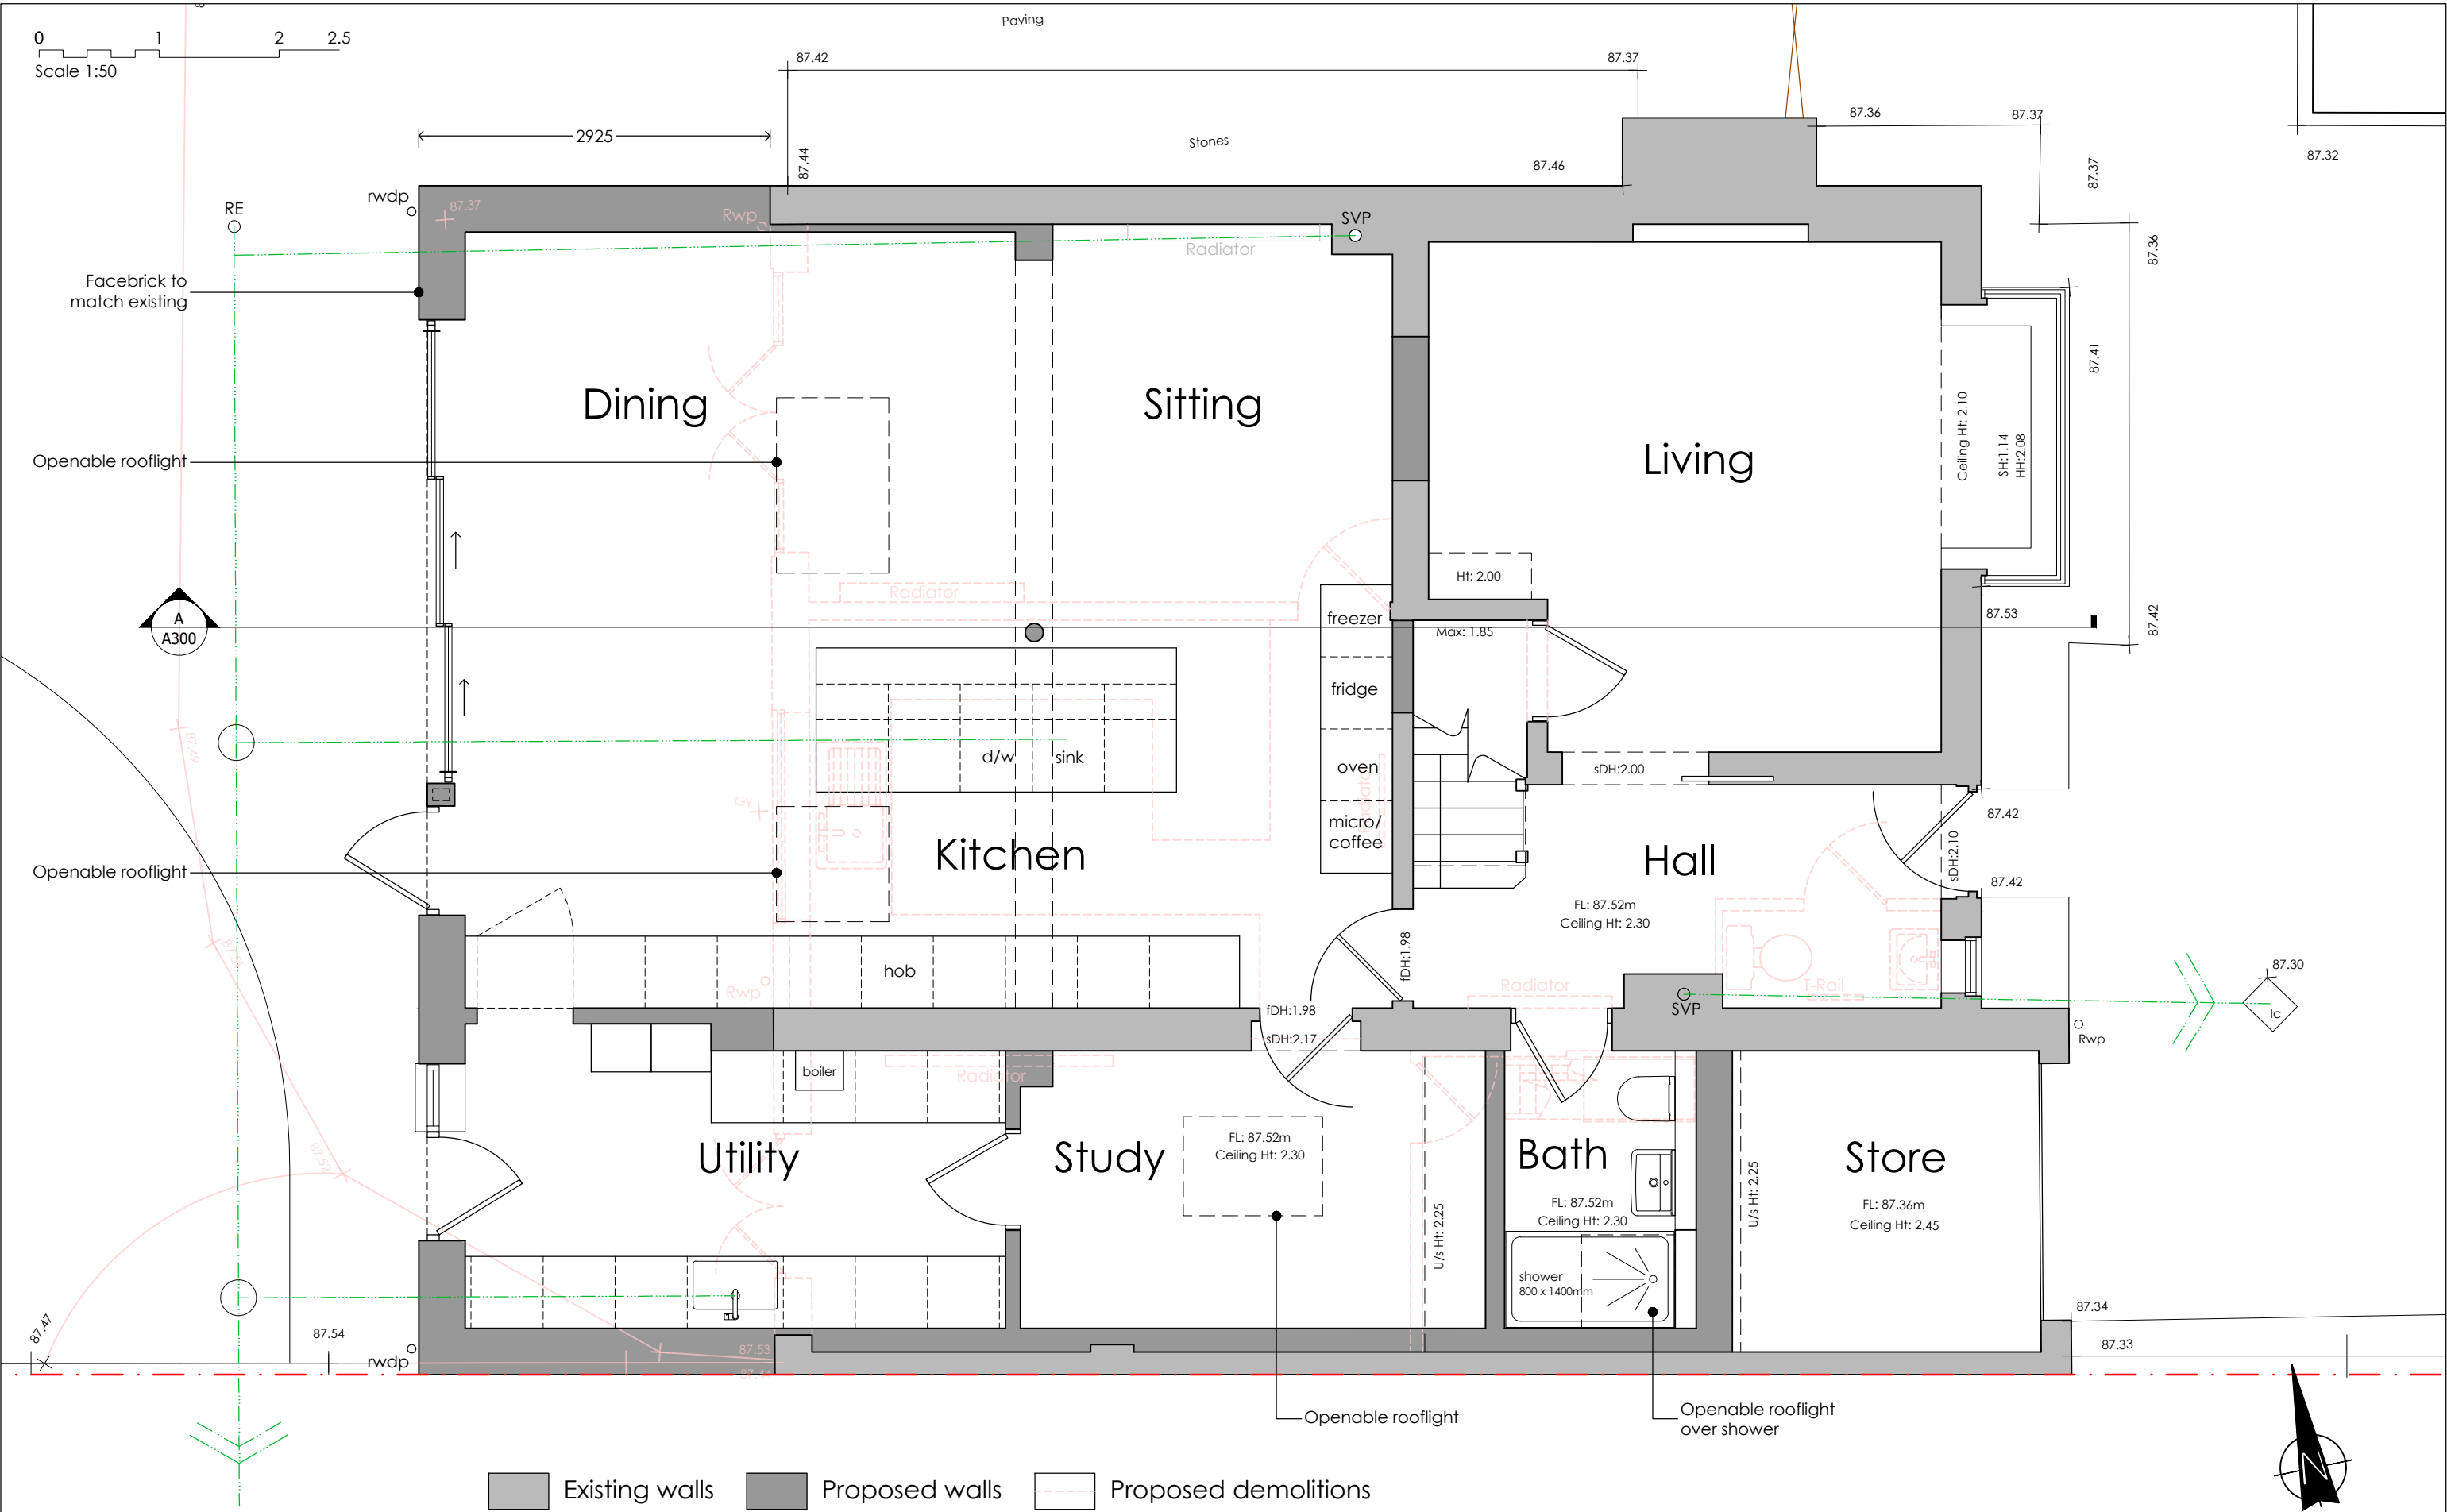 0 1 2 2.5
Scale 1:50
Paving
87.42
87.37
2925
87.44
Stones
87.46
87.36
87.37
87.32
87.37
rwdp
RE
87.37
Rwp
SVP
Radiator
87.36
Facebrick to
match existing
Dining
Sitting
Living
87.41
Ceiling Ht: 2.10
SH:1.14
HH:2.08
Openable rooflight
Ht: 2.00
Radiator
freezer
87.53
87.42
A
A300
Max: 1.85
fridge
87.49
d/w
sink
oven
Radiator
sDH:2.00
Gy
micro/
coffee
87.42
Kitchen
Hall
sDH:2.10
Openable rooflight
87.42
FL: 87.52m
Ceiling Ht: 2.30
fDH:1.98
hob
Rwp
Radiator
T-Rail
87.30
Ic
SVP
fDH:1.98
sDH:2.17
Rwp
boiler
Radiator
Utility
Study
FL: 87.52m
Ceiling Ht: 2.30
Bath
Store
87.52
U/s Ht: 2.25
U/s Ht: 2.25
FL: 87.52m
Ceiling Ht: 2.30
FL: 87.36m
Ceiling Ht: 2.45
shower
800 x 1400mm
87.47
87.54
rwdp
87.53
87.34
87.33
Openable rooflight
Openable rooflight
over shower
N
Existing walls
Proposed walls
Proposed demolitions